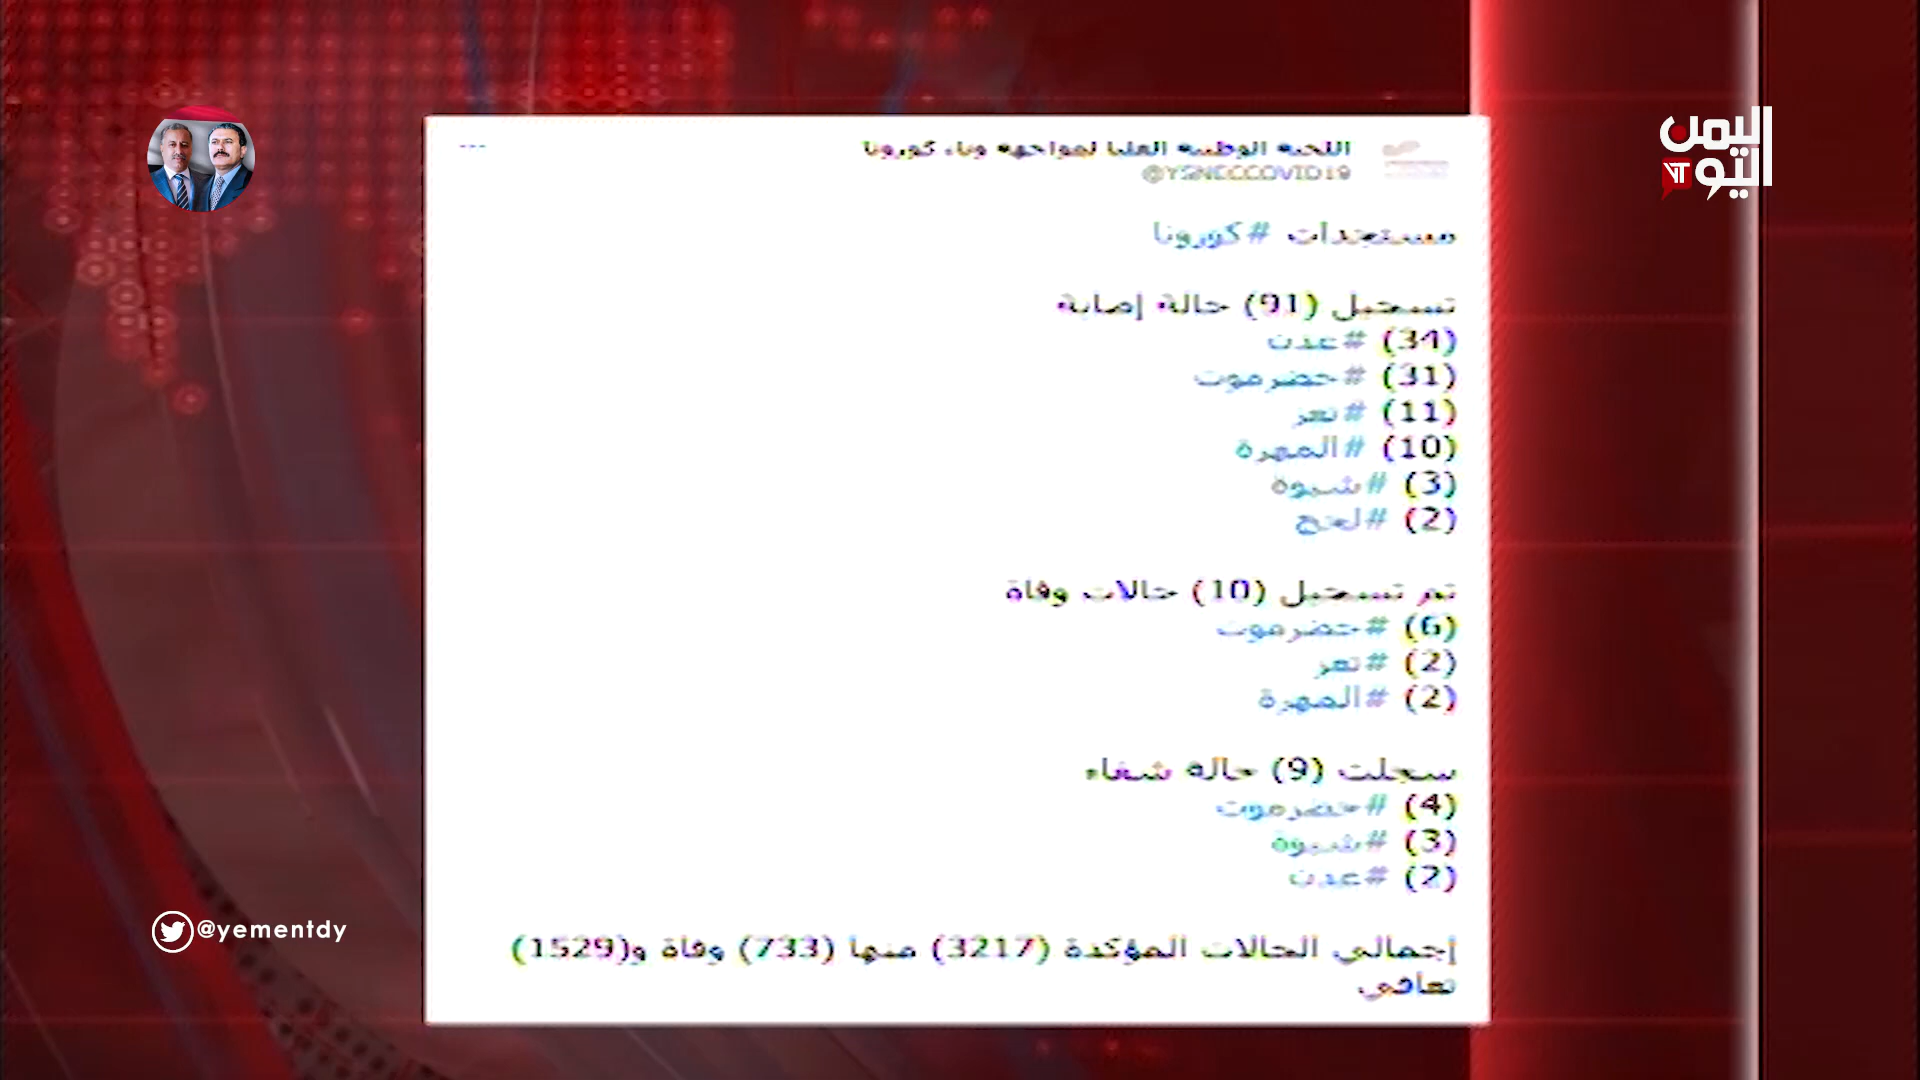 اليمن
اليوم
YT
اللجنة الوطنية العليا لمواجهة وباء كورونا
@YSNECCOVID19
مستجدات #كورونا
تسجيل (91) حالة إصابة
(34) #عدن
(31) #حضرموت
(11) #تعز
(10) #المهرة
(3) #شبوة
(2) #لحج
تم تسجيل (10) حالات وفاة
(6) #حضرموت
(2) #تعز
(2) #المهرة
سجلت (9) حالة شفاء
(4) #حضرموت
(3) #شبوة
(2) #عدن
إجمالي الحالات المؤكدة (3217) منها (733) وفاة و(1529)
تعافي
@yementdy